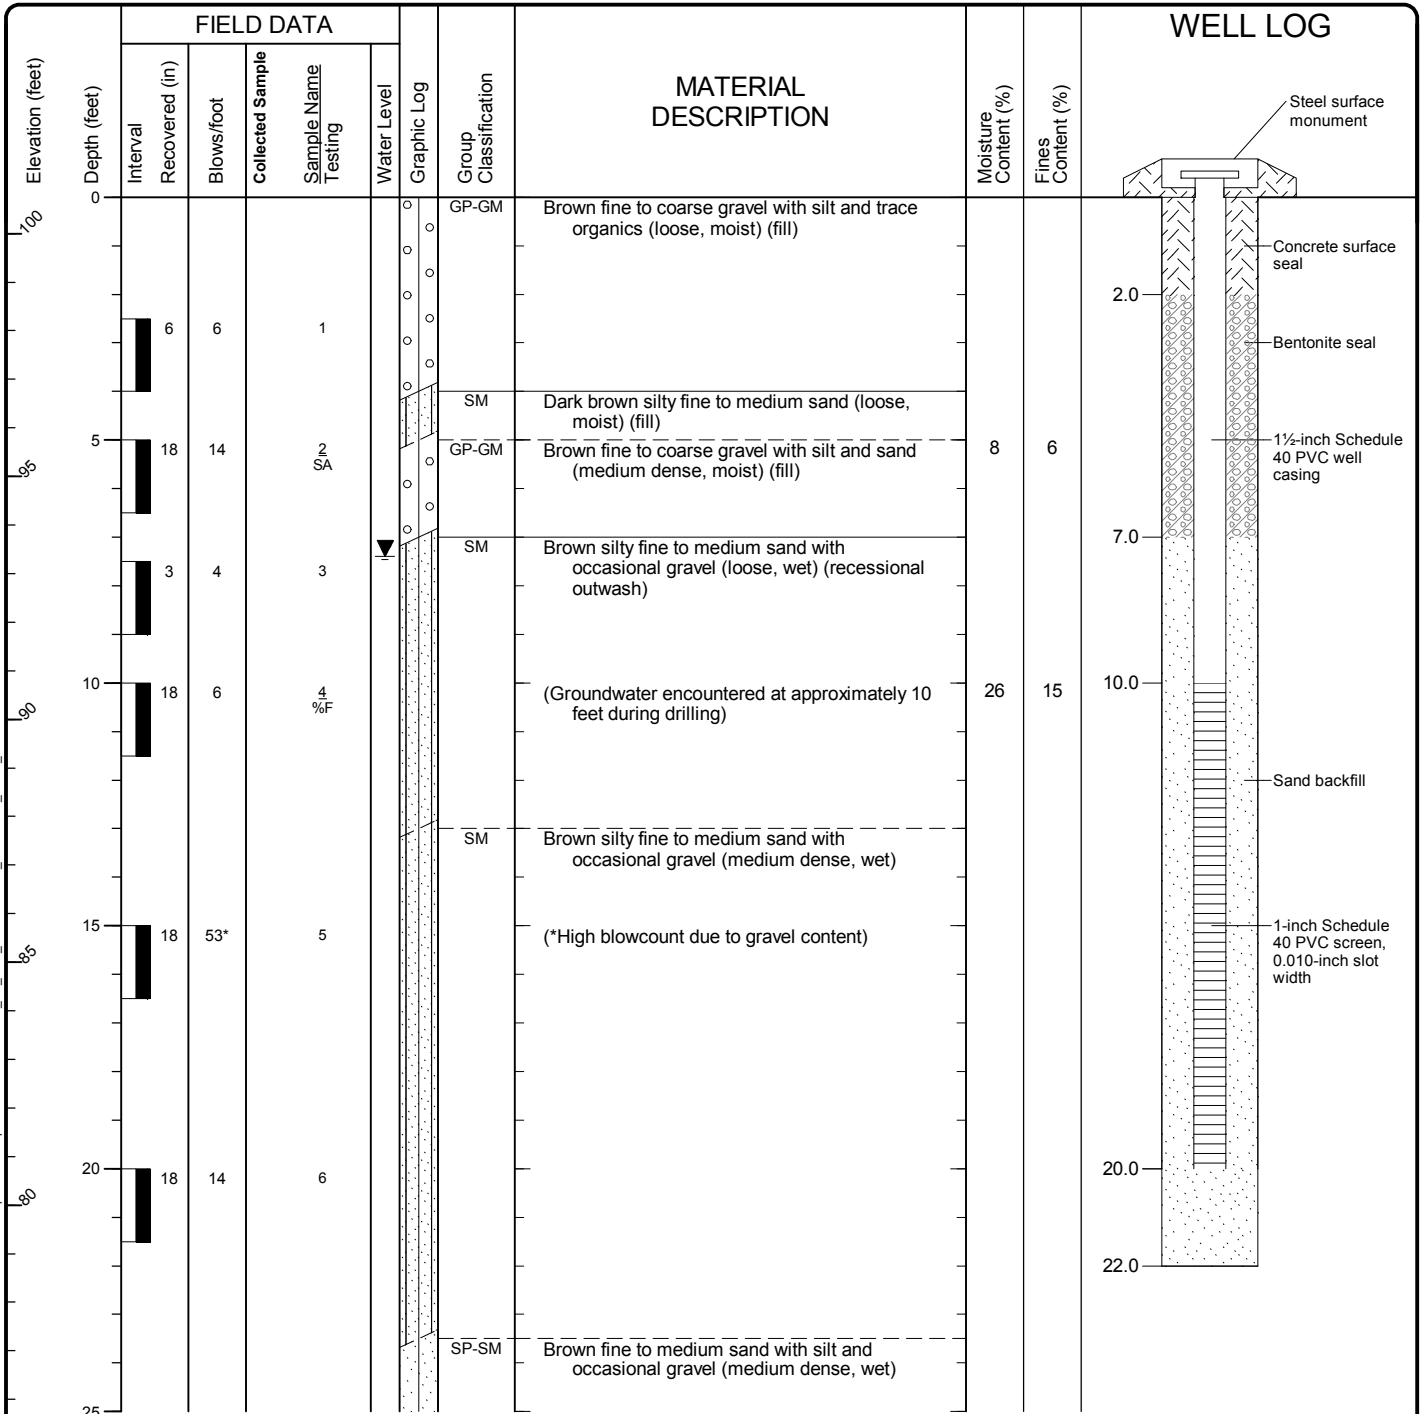 FIELD DATA
WELL LOG
Elevation (feet)
Depth (feet)
Interval
Recovered (in)
Blows/foot
Collected Sample
Sample Name
Testing
Water Level
Graphic Log
Group
Classification
MATERIAL
DESCRIPTION
Moisture
Content (%)
Fines
Content (%)
Steel surface
monument
0
100
GP-GM
Brown fine to coarse gravel with silt and trace
organics (loose, moist) (fill)
Concrete surface
seal
2.0
6 6 1
Bentonite seal
SM
Dark brown silty fine to medium sand (loose,
moist) (fill)
5
95
18 14 2
SA
GP-GM
Brown fine to coarse gravel with silt and sand
(medium dense, moist) (fill)
8 6
1½-inch Schedule
40 PVC well
casing
7.0
SM
Brown silty fine to medium sand with
occasional gravel (loose, wet) (recessional
outwash)
3 4 3
10
90
18 6 4
%F
(Groundwater encountered at approximately 10
feet during drilling)
26 15
10.0
Sand backfill
SM
Brown silty fine to medium sand with
occasional gravel (medium dense, wet)
15
85
18 53* 5
(*High blowcount due to gravel content)
1-inch Schedule
40 PVC screen,
0.010-inch slot
width
20
80
18 14 6
20.0
22.0
SP-SM
Brown fine to medium sand with silt and
occasional gravel (medium dense, wet)
25